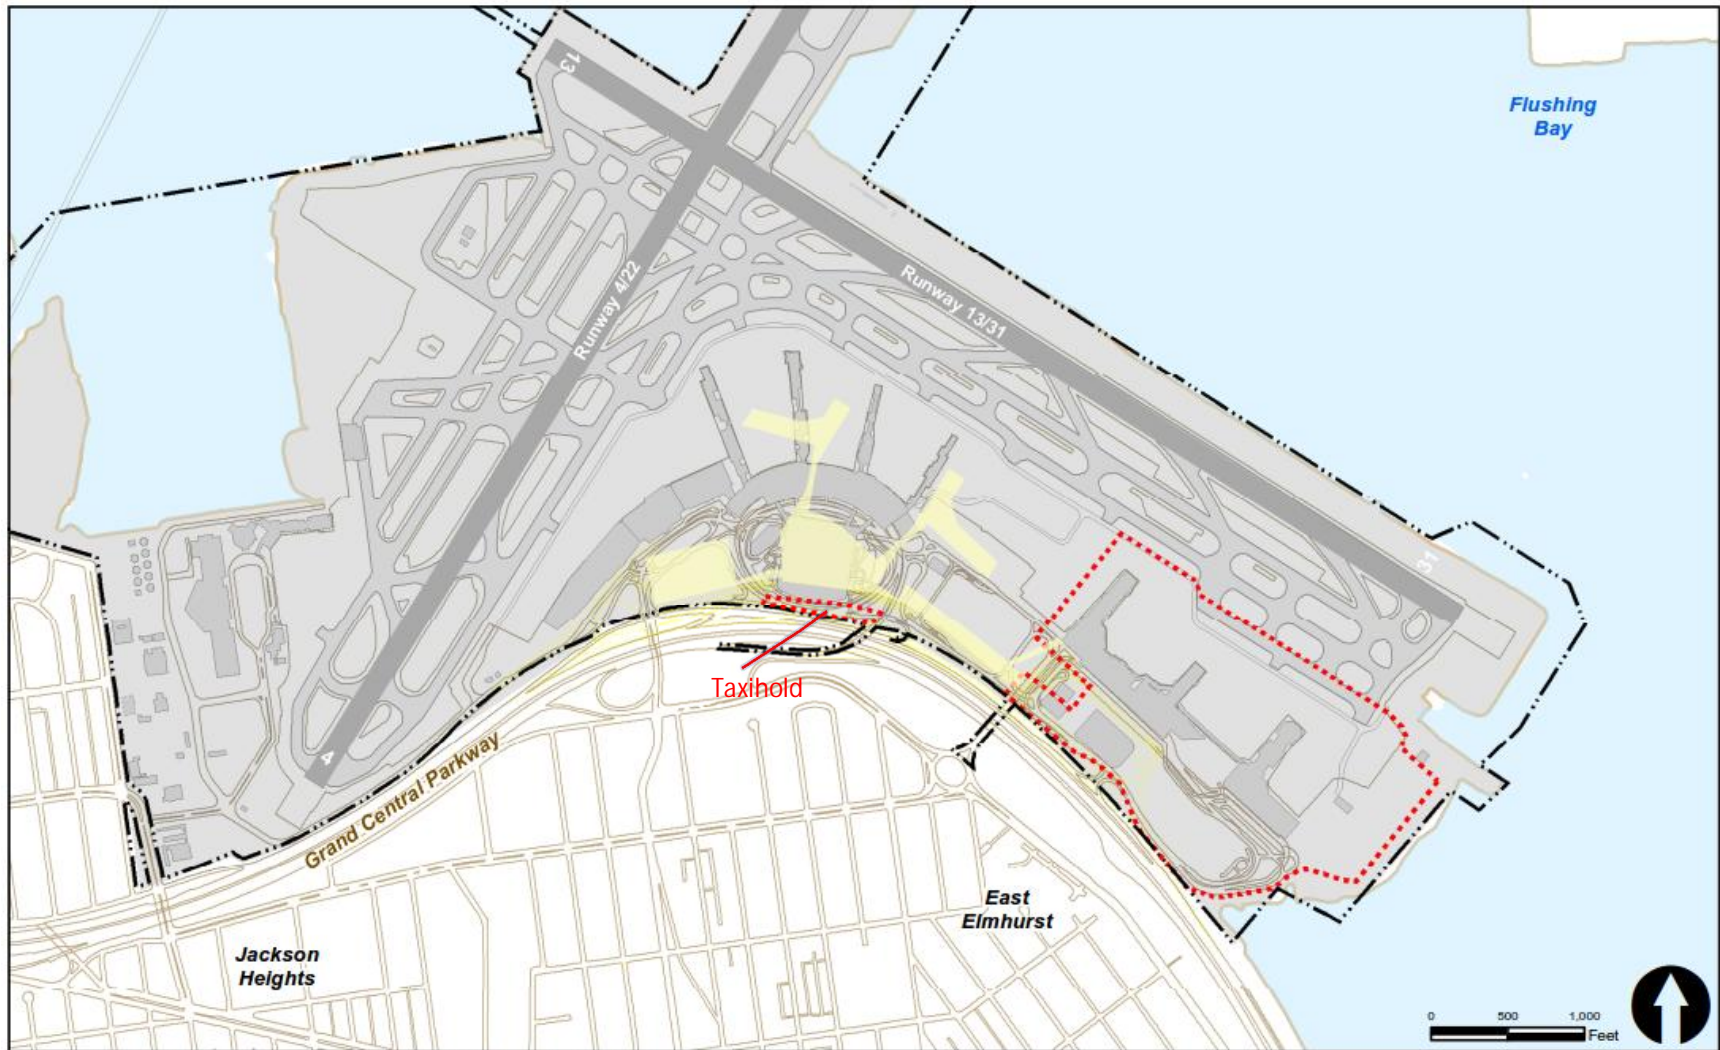 13
Flushing
Bay
Runway 4/22
Runway 13/31
31
Taxihold
4
Grand Central Parkway
East
Elmhurst
Jackson
Heights
0 500 1,000
Feet